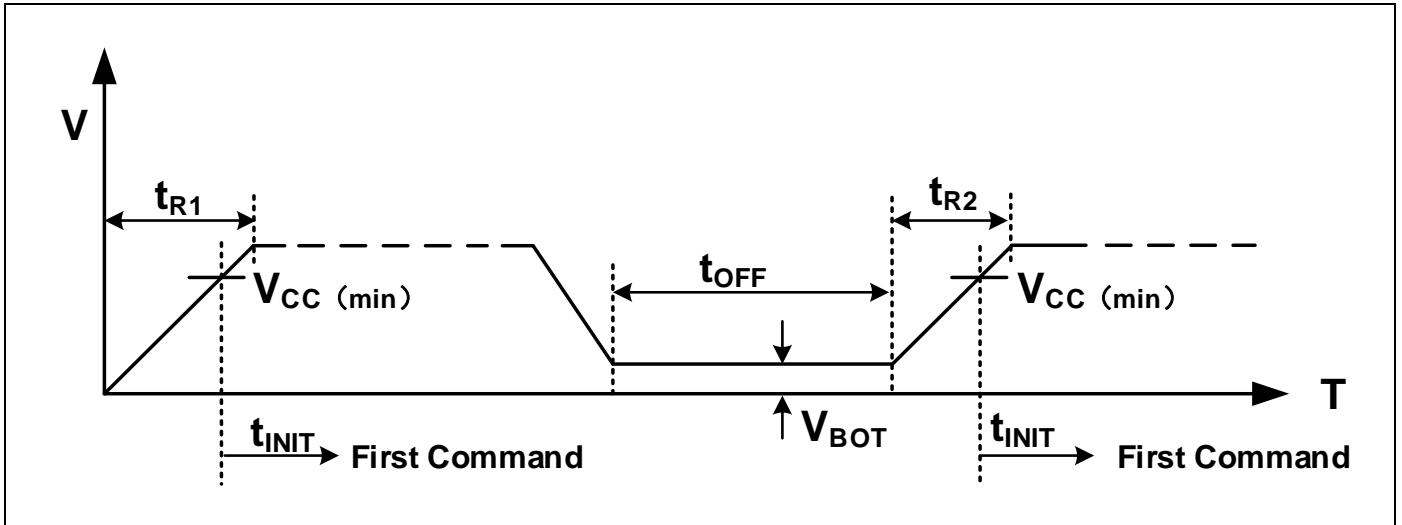 V
tR1
tR2
VCC（min）
tOFF
VCC（min）
T
VBOT
tINIT
First Command
tINIT
First Command